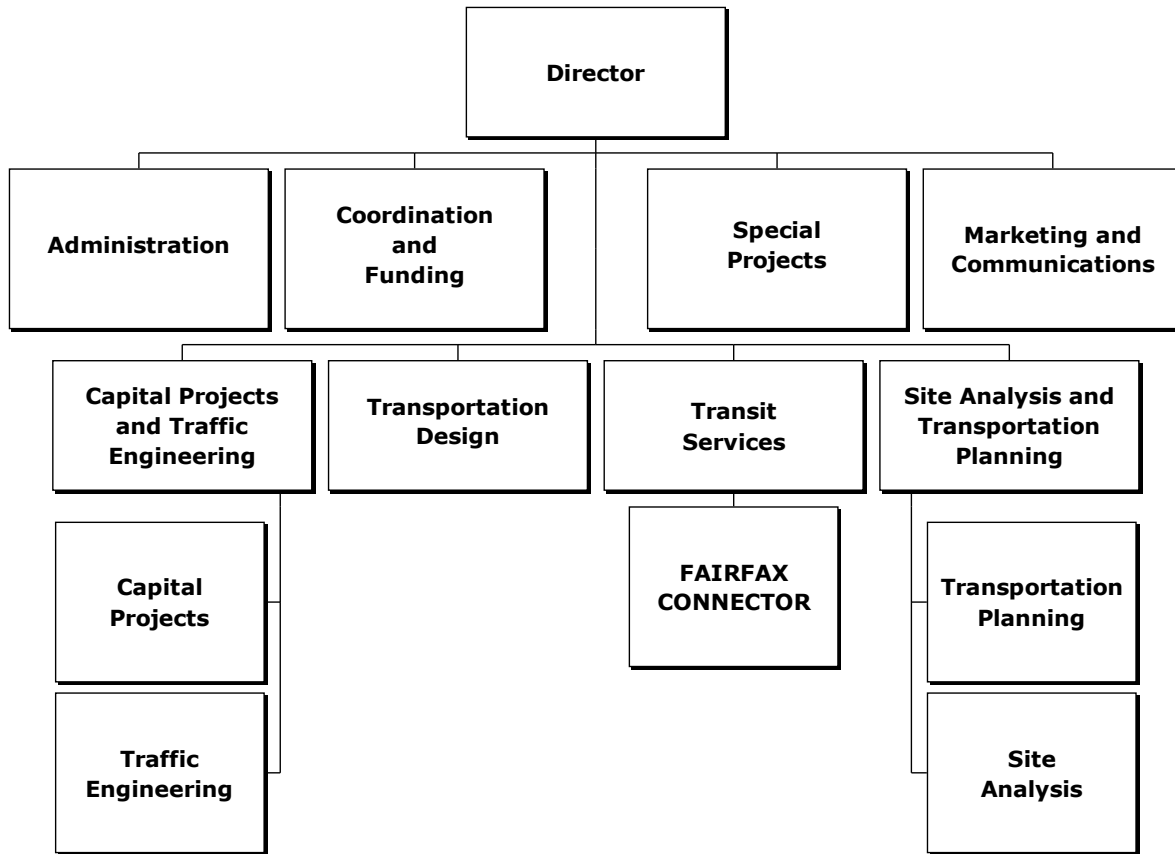 Director
Administration
Coordination
and
Funding
Special
Projects
Marketing and
Communications
Capital Projects
and Traffic
Engineering
Transportation
Design
Transit
Services
Site Analysis and
Transportation
Planning
Capital
Projects
FAIRFAX
CONNECTOR
Transportation
Planning
Traffic
Engineering
Site
Analysis